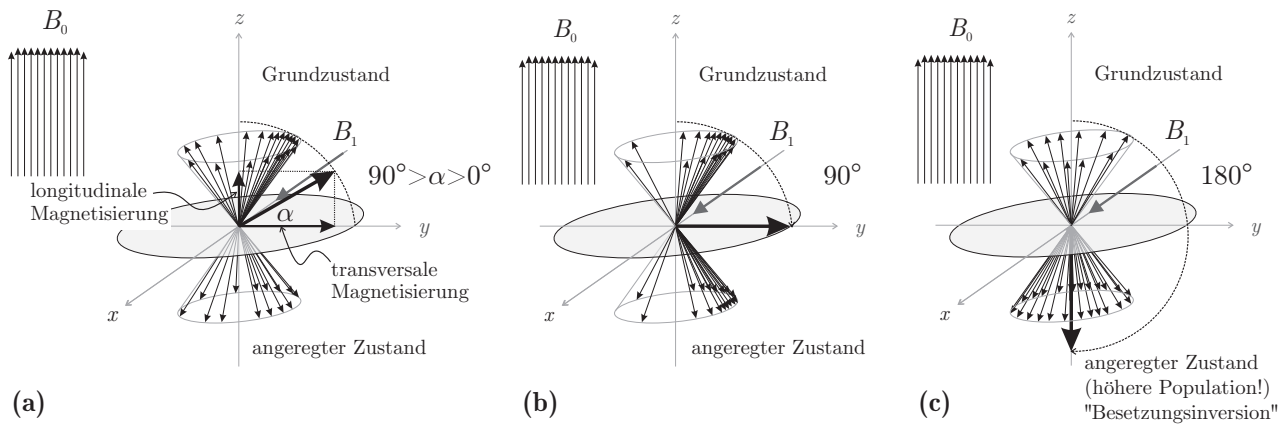 B₀
z
Grundzustand
B₁
90°>α>0°
longitudinale
Magnetisierung
α
y
transversale
Magnetisierung
x
angeregter Zustand
(a)
B₀
z
Grundzustand
B₁
90°
y
x
angeregter Zustand
(b)
B₀
z
Grundzustand
B₁
180°
y
x
angeregter Zustand
(höhere Population!)
"Besetzungsinversion"
(c)